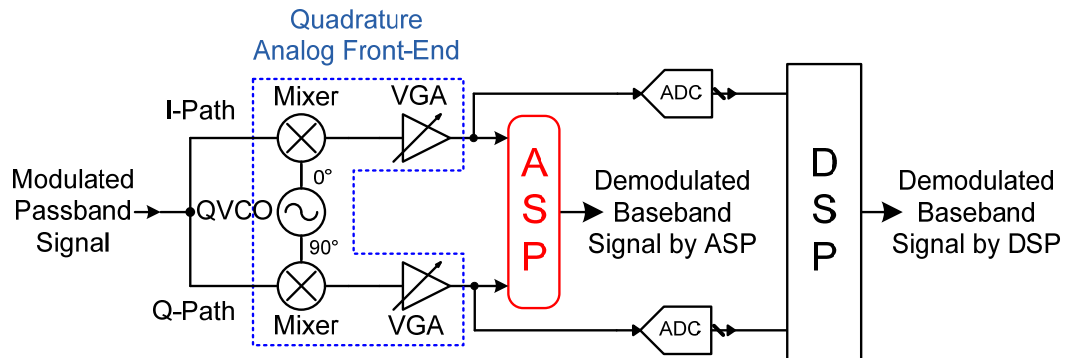 Quadrature
Analog Front-End
I-Path
Mixer
VGA
ADC
Modulated
Passband
Signal
QVCO
0°
90°
A
S
P
Demodulated
Baseband
Signal by ASP
D
S
P
Demodulated
Baseband
Signal by DSP
Q-Path
Mixer
VGA
ADC